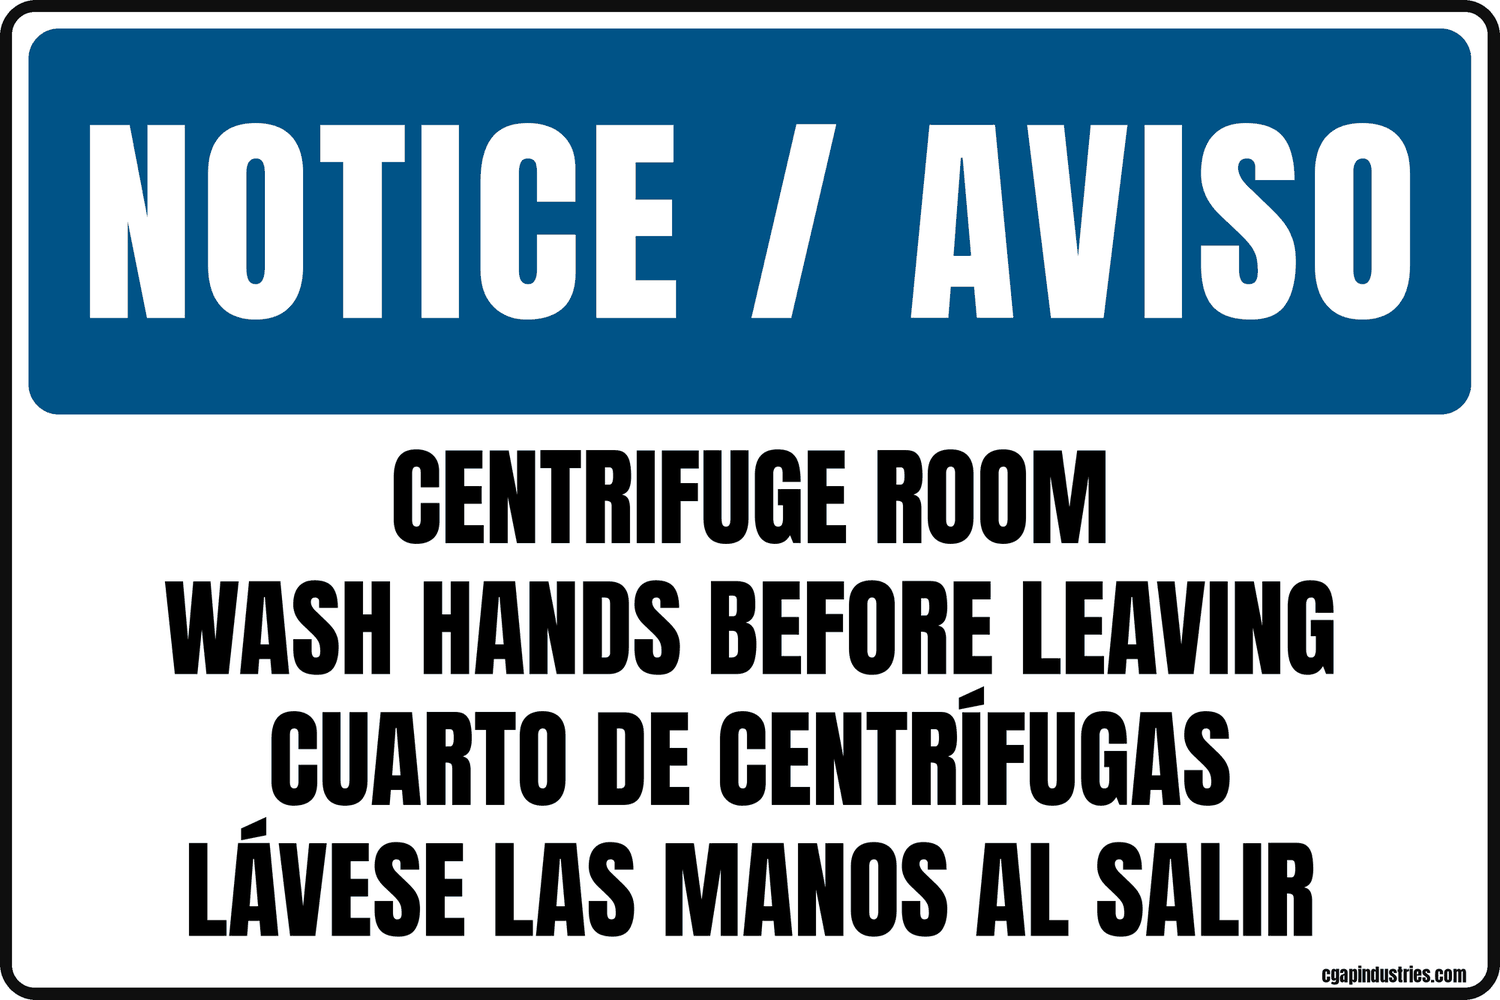 NOTICE / AVISO
CENTRIFUGE ROOM
WASH HANDS BEFORE LEAVING
CUARTO DE CENTRÍFUGAS
LÁVESE LAS MANOS AL SALIR
cgapindustries.com